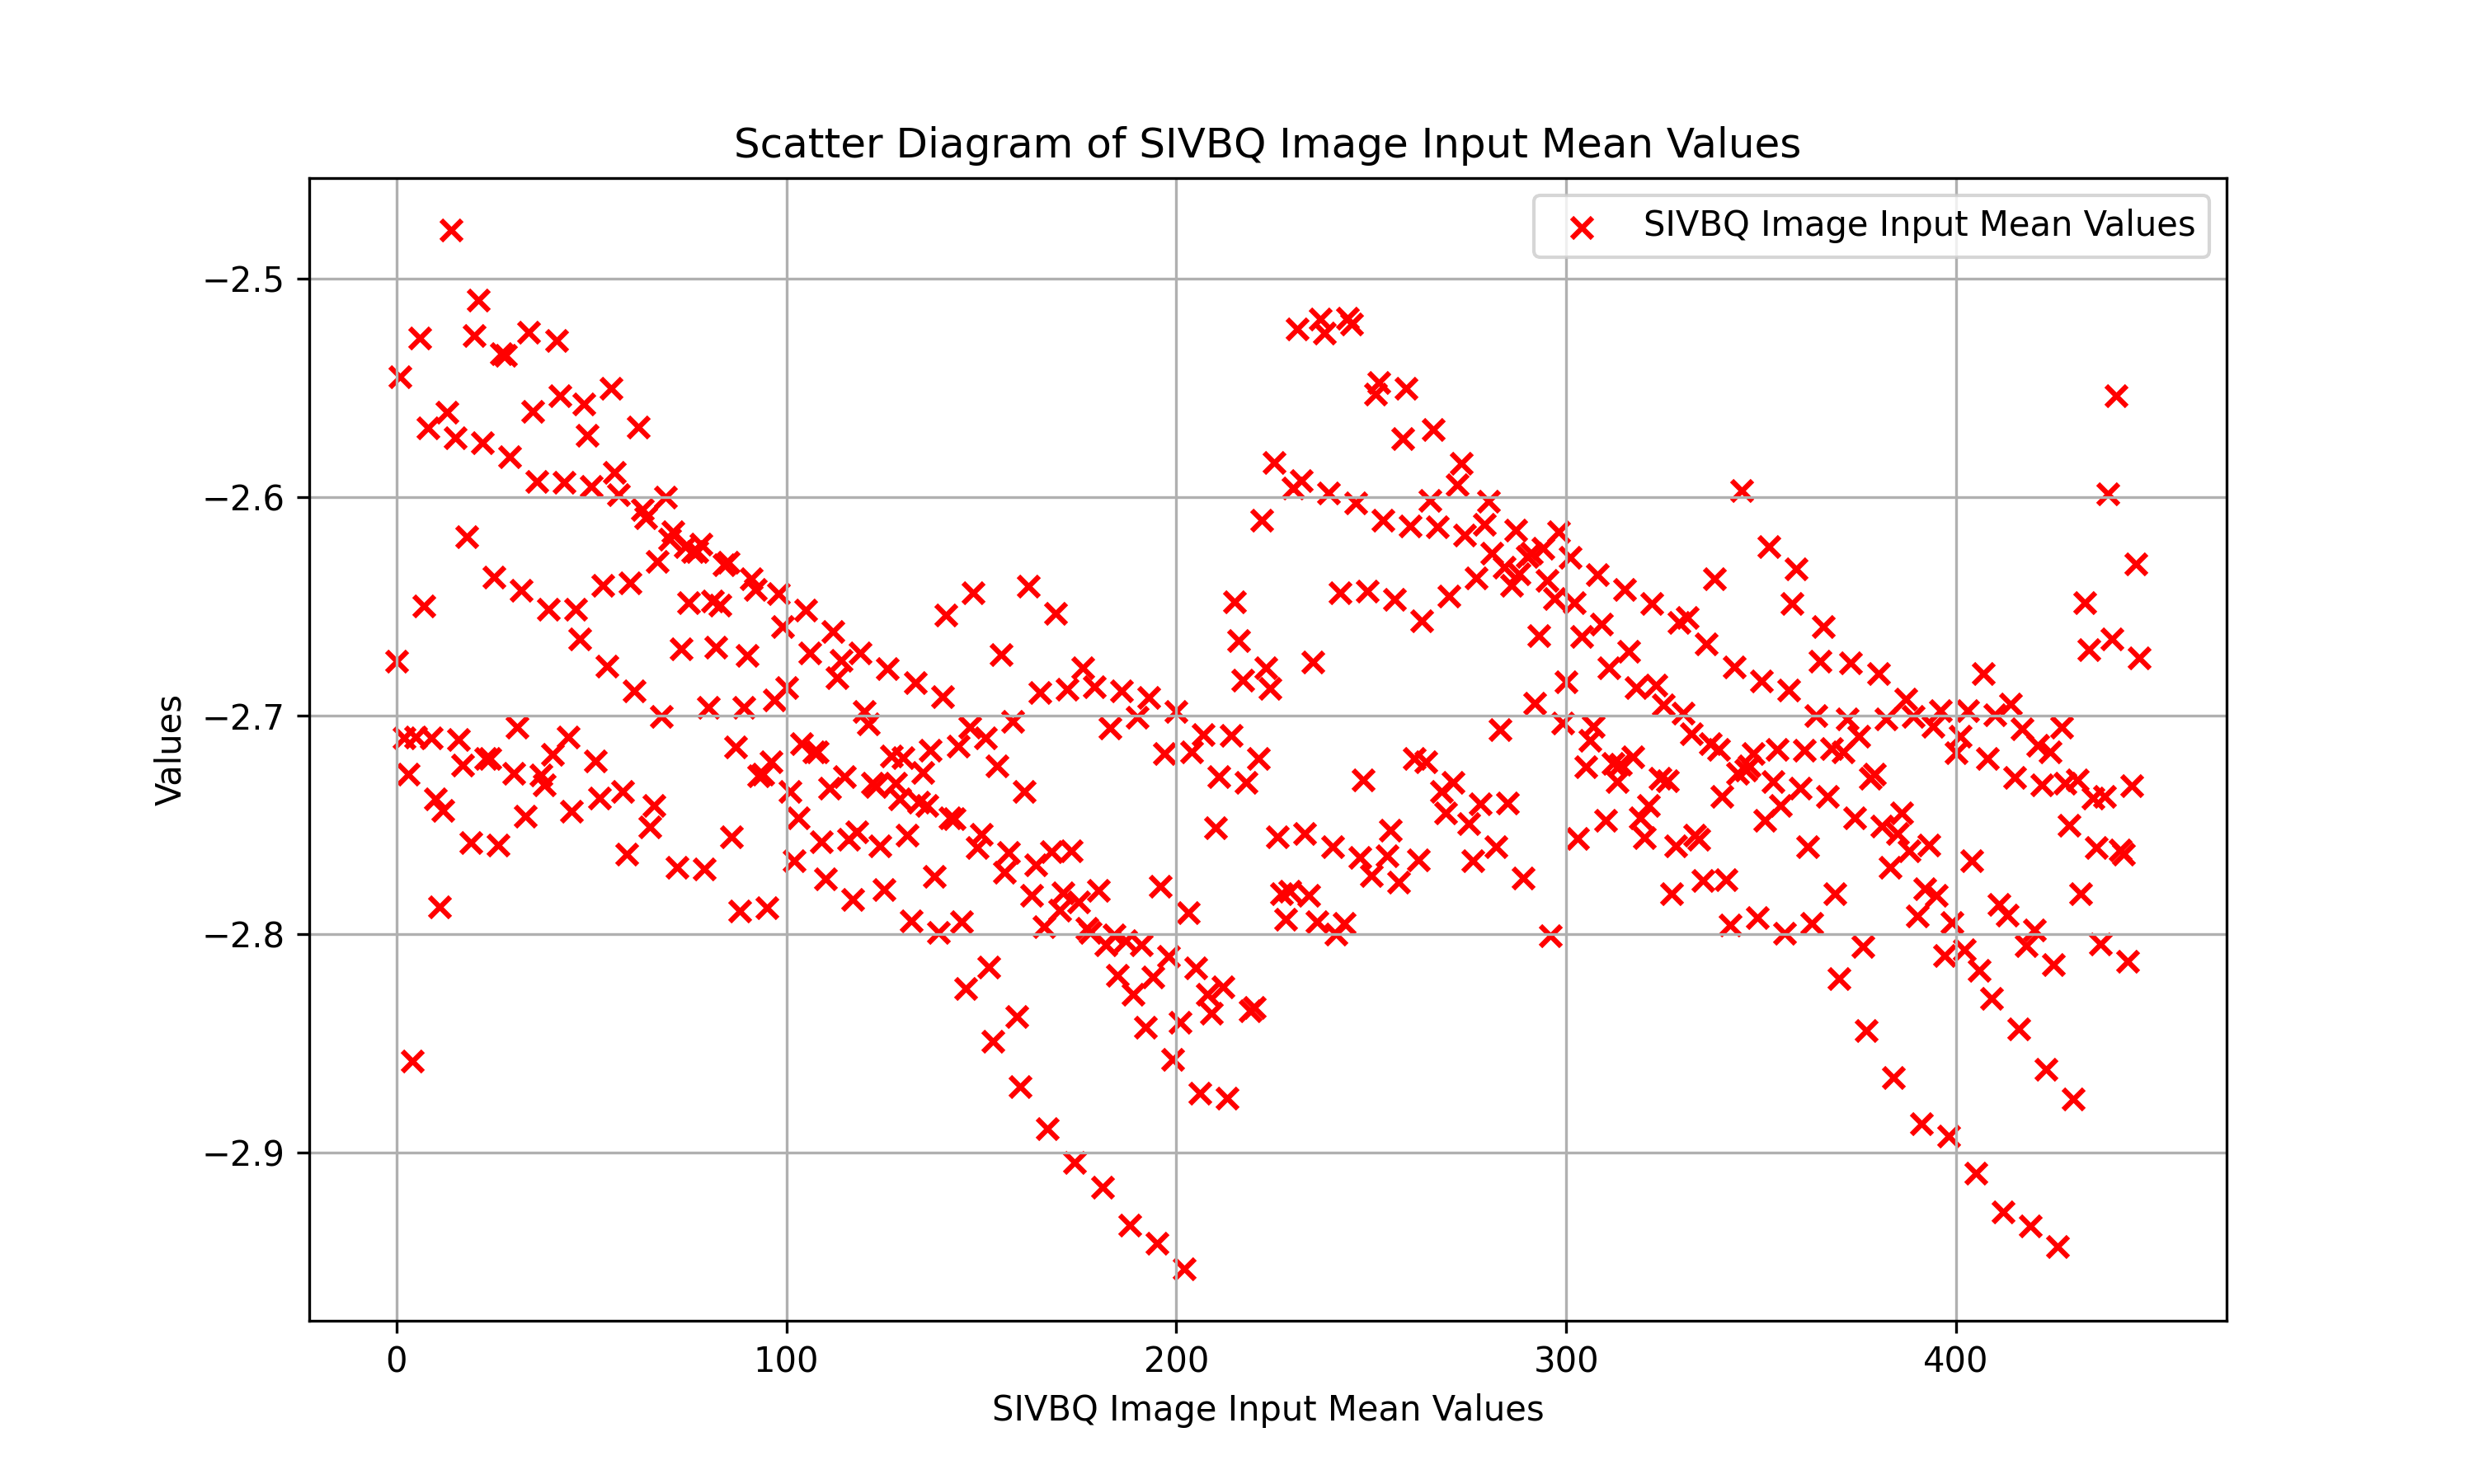 Scatter Diagram of SIVBQ Image Input Mean Values
SIVBQ Image Input Mean Values
−2.5
−2.6
−2.7
−2.8
−2.9
Values
0 100 200 300 400
SIVBQ Image Input Mean Values